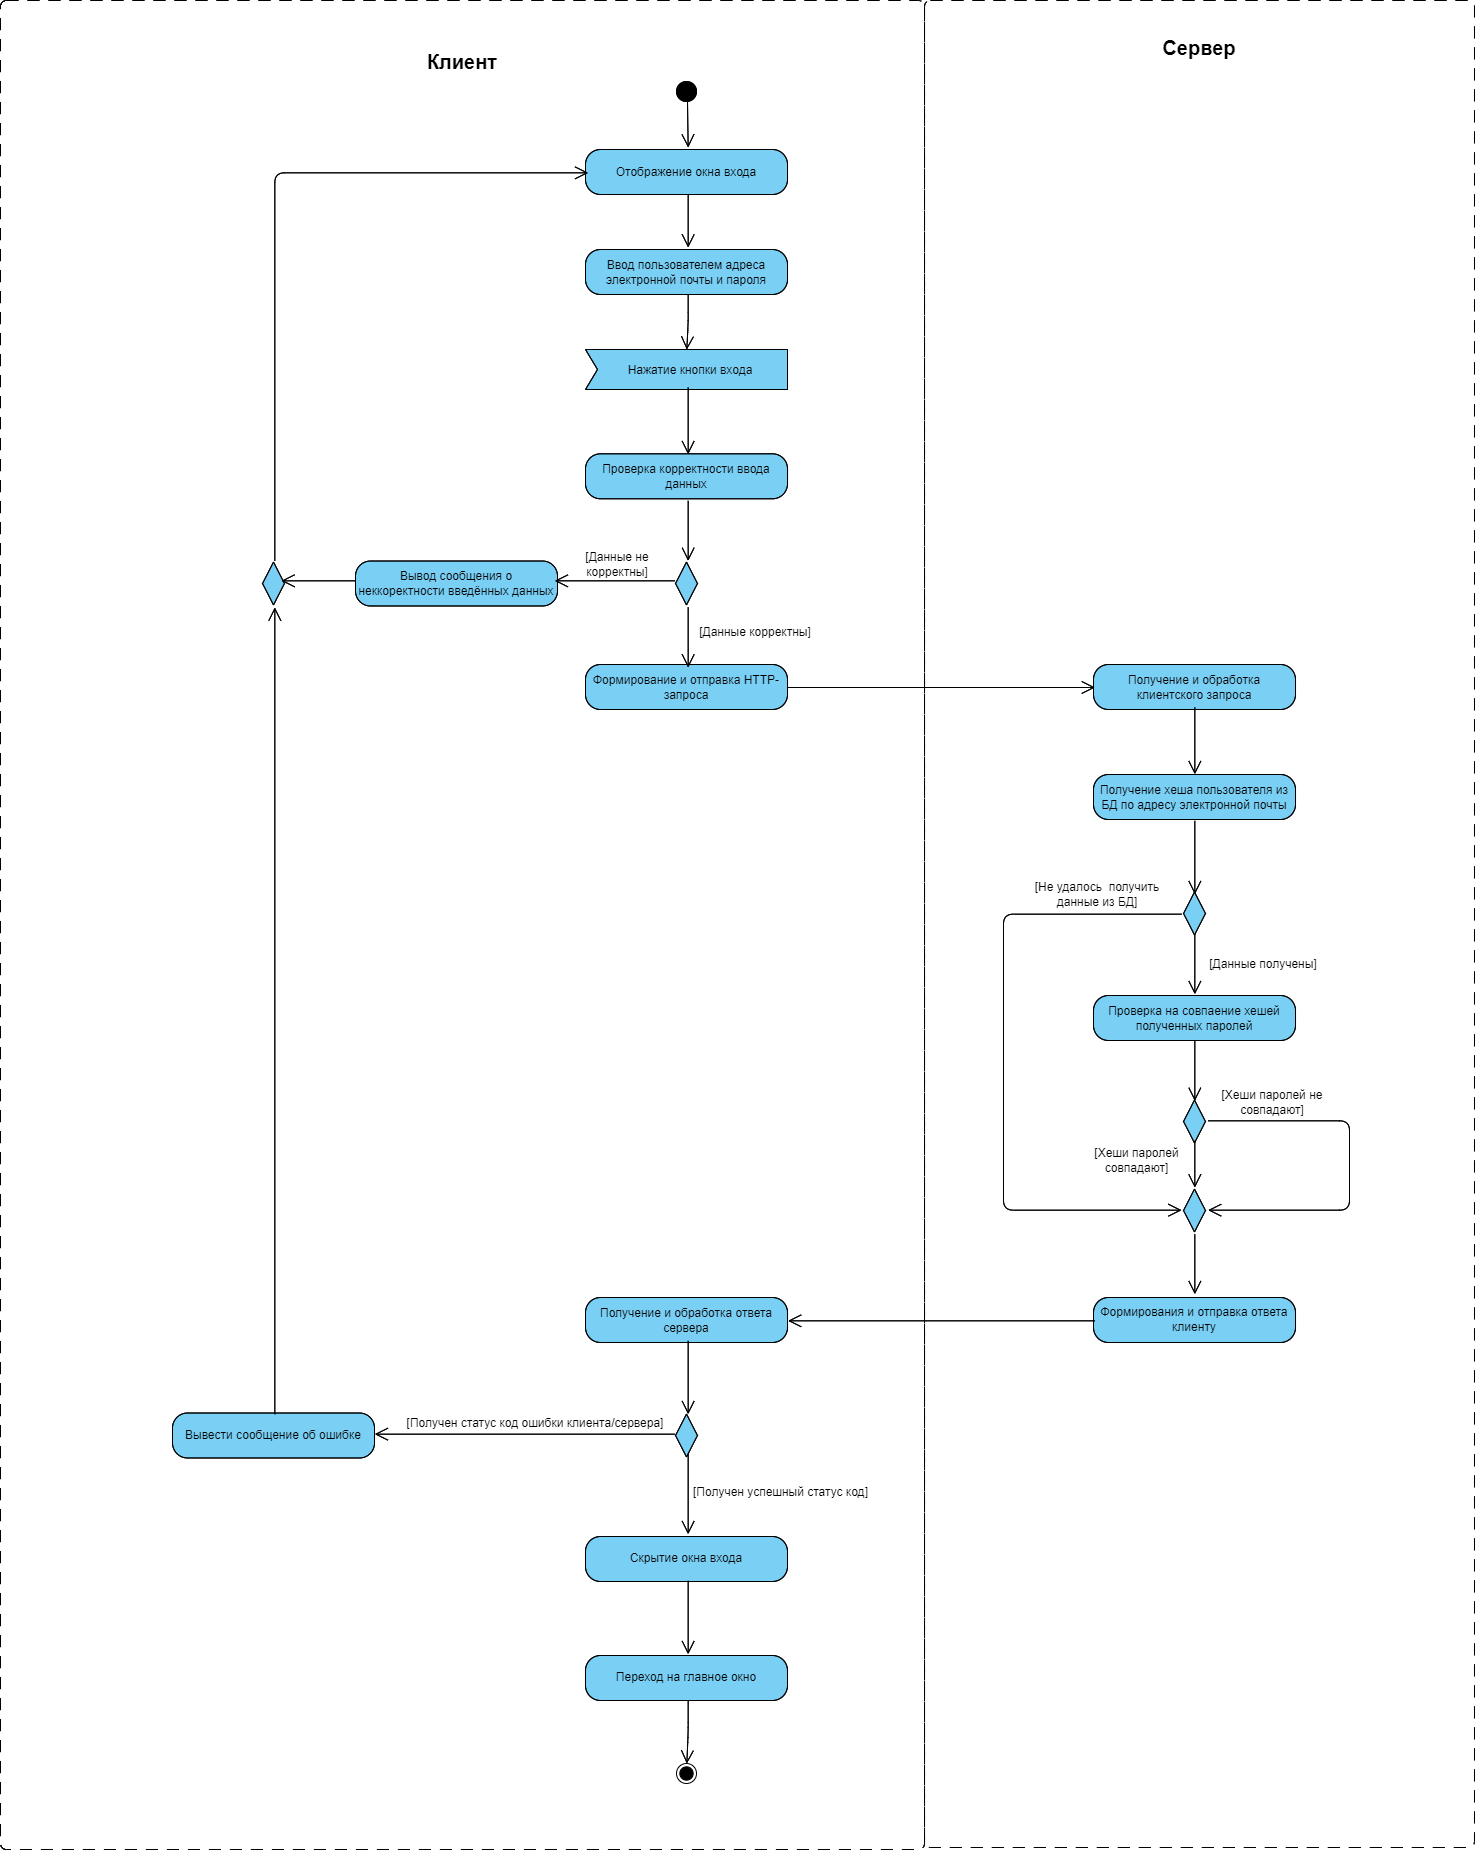 Клиент
Сервер
Отображение окна входа
Ввод пользователем адреса
электронной почты и пароля
Нажатие кнопки входа
Проверка корректности ввода
данных
[Данные не
корректны]
Вывод сообщения о
неккоректности введённых данных
[Данные корректны]
Формирование и отправка HTTP-
запроса
Получение и обработка
клиентского запроса
Получение хеша пользователя из
БД по адресу электронной почты
[Не удалось  получить
данные из БД]
[Данные получены]
Проверка на совпаение хешей
полученных паролей
[Хеши паролей не
совпадают]
[Хеши паролей
совпадают]
Формирования и отправка ответа
клиенту
Получение и обработка ответа
сервера
[Получен статус код ошибки клиента/сервера]
Вывести сообщение об ошибке
[Получен успешный статус код]
Скрытие окна входа
Переход на главное окно